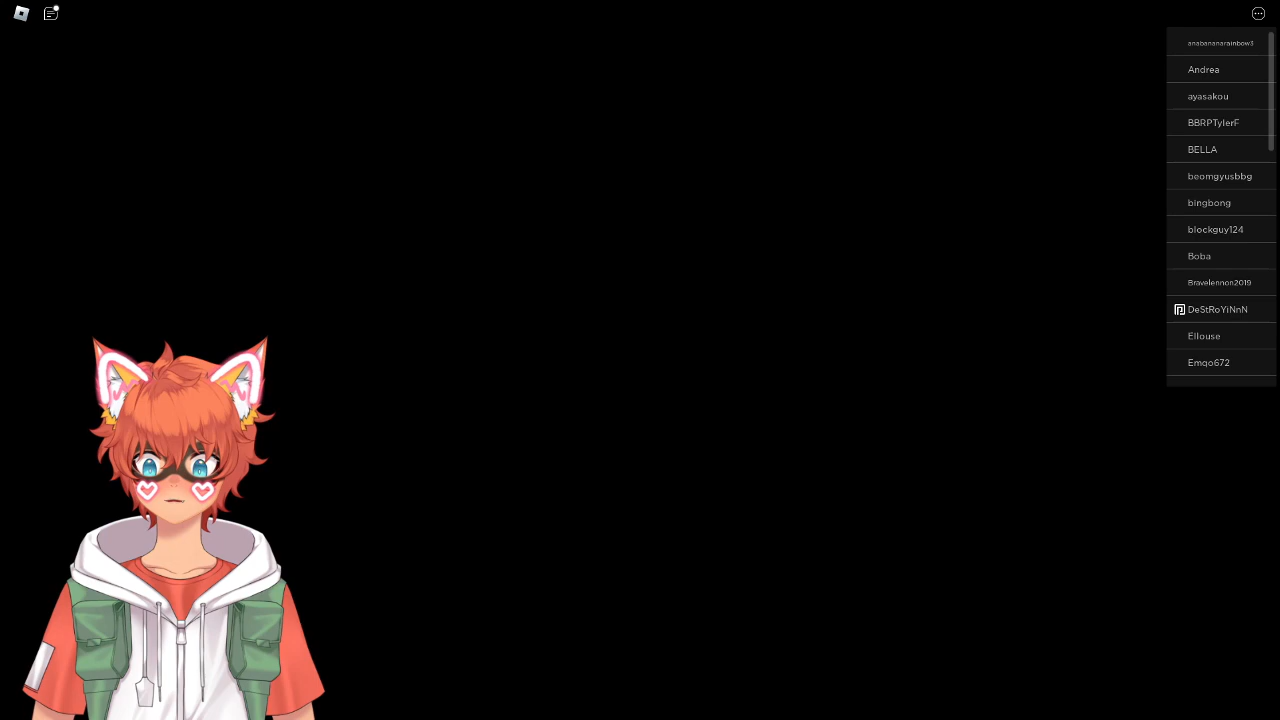 anabananarainbow3
Andrea
ayasakou
BBRPTylerF
BELLA
beomgyusbbg
bingbong
blockguy124
Boba
Bravelennon2019
DeStRoYiNnN
Ellouse
Emqo672